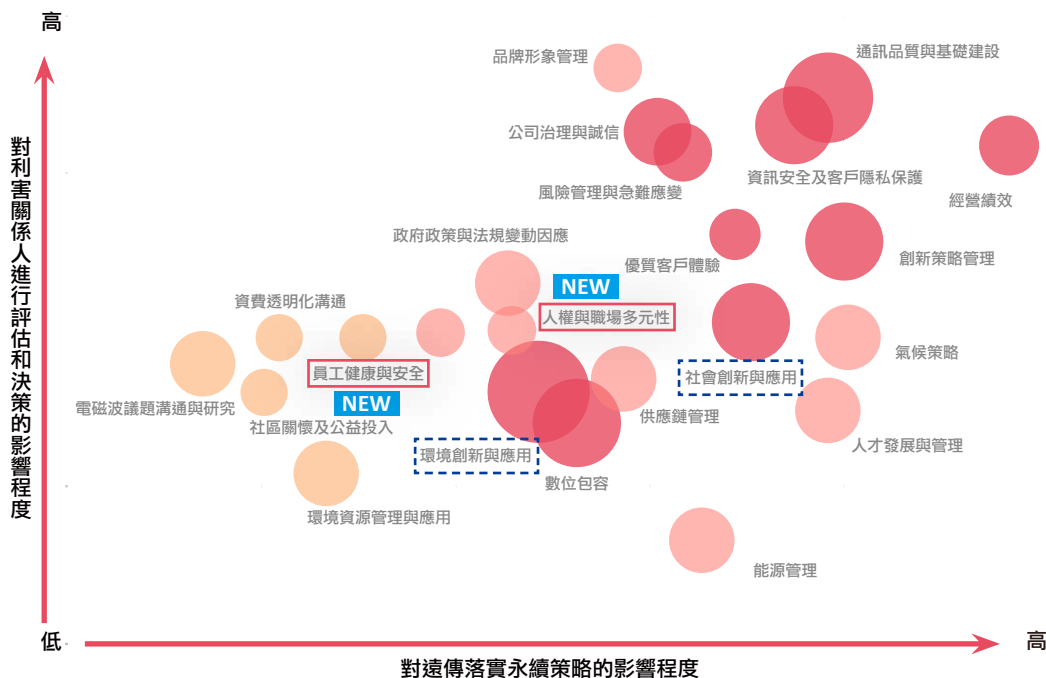 高
品牌形象管理
通訊品質與基礎建設
公司治理與誠信
風險管理與急難應變
資訊安全及客戶隱私保護
經營績效
政府政策與法規變動因應
優質客戶體驗
創新策略管理
NEW
人權與職場多元性
資費透明化溝通
氣候策略
員工健康與安全
NEW
社會創新與應用
電磁波議題溝通與研究
社區關懷及公益投入
供應鏈管理
人才發展與管理
環境創新與應用
數位包容
環境資源管理與應用
能源管理
對利害關係人進行評估和決策的影響程度
低
高
對遠傳落實永續策略的影響程度